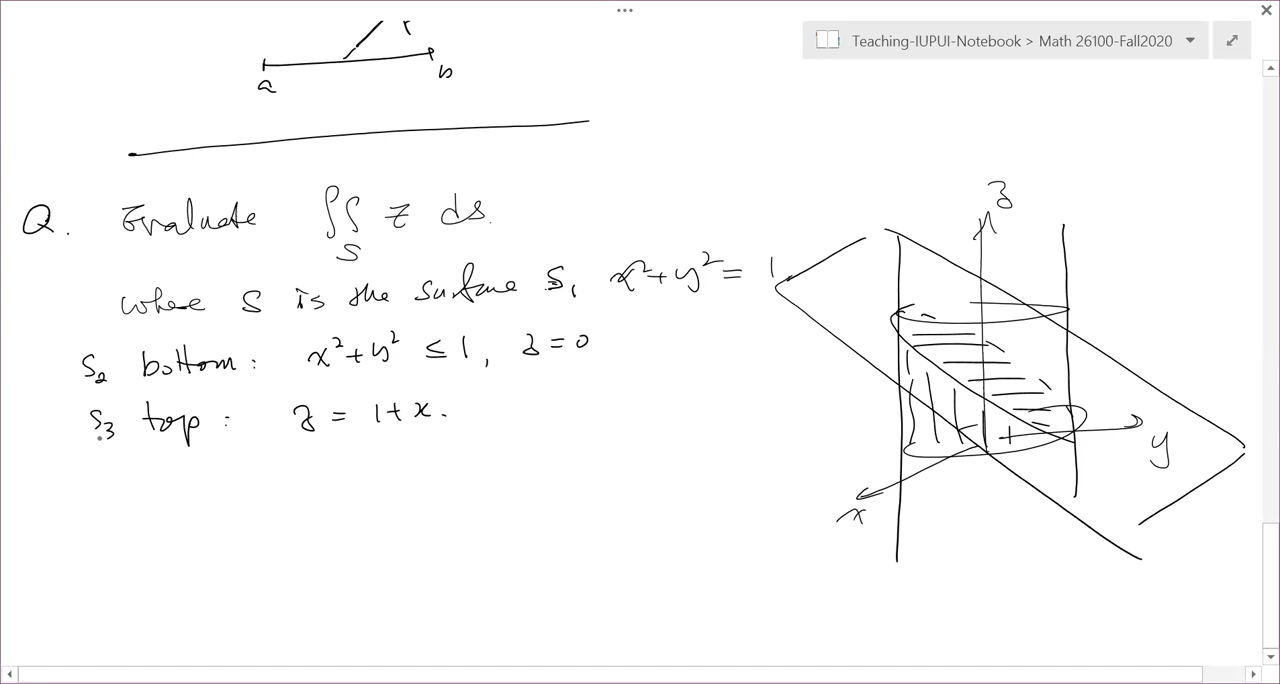 Teaching-IUPUI-Notebook > Math 26100-Fall2020
r
a b
Q. Evaluate ∬_S z ds.
where S is the surface S₁ x²+y² = 1
S₂ bottom: x²+y² ≤ 1, z=0
S₃ top: z = 1+x.
z
y
x